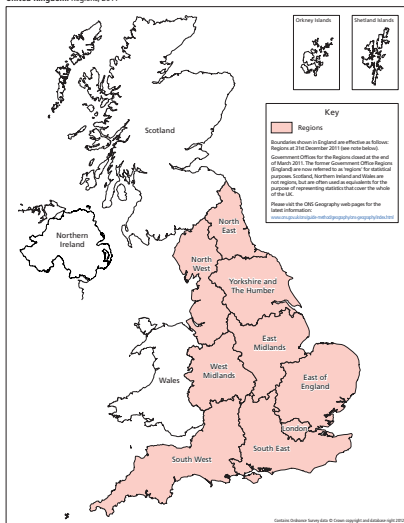 United Kingdom: Regions, 2011
Orkney Islands
Shetland Islands
Key
Regions
Boundaries shown in England are effective as follows:
Regions at 31st December 2011 (see note below).
Government Offices for the Regions closed at the end
of March 2011. The former Government Office Regions
(England) are now referred to as 'regions' for statistical
purposes. Scotland, Northern Ireland and Wales are
not regions, but are often used as equivalents for the
purpose of representing statistics that cover the whole
of the UK.
Please visit the ONS Geography web pages for the
latest information:
Scotland
Northern
Ireland
North
East
North
West
Yorkshire and
The Humber
East
Midlands
West
Midlands
Wales
East of
England
London
South East
South West
Contains Ordnance Survey data © Crown copyright and database right 2012